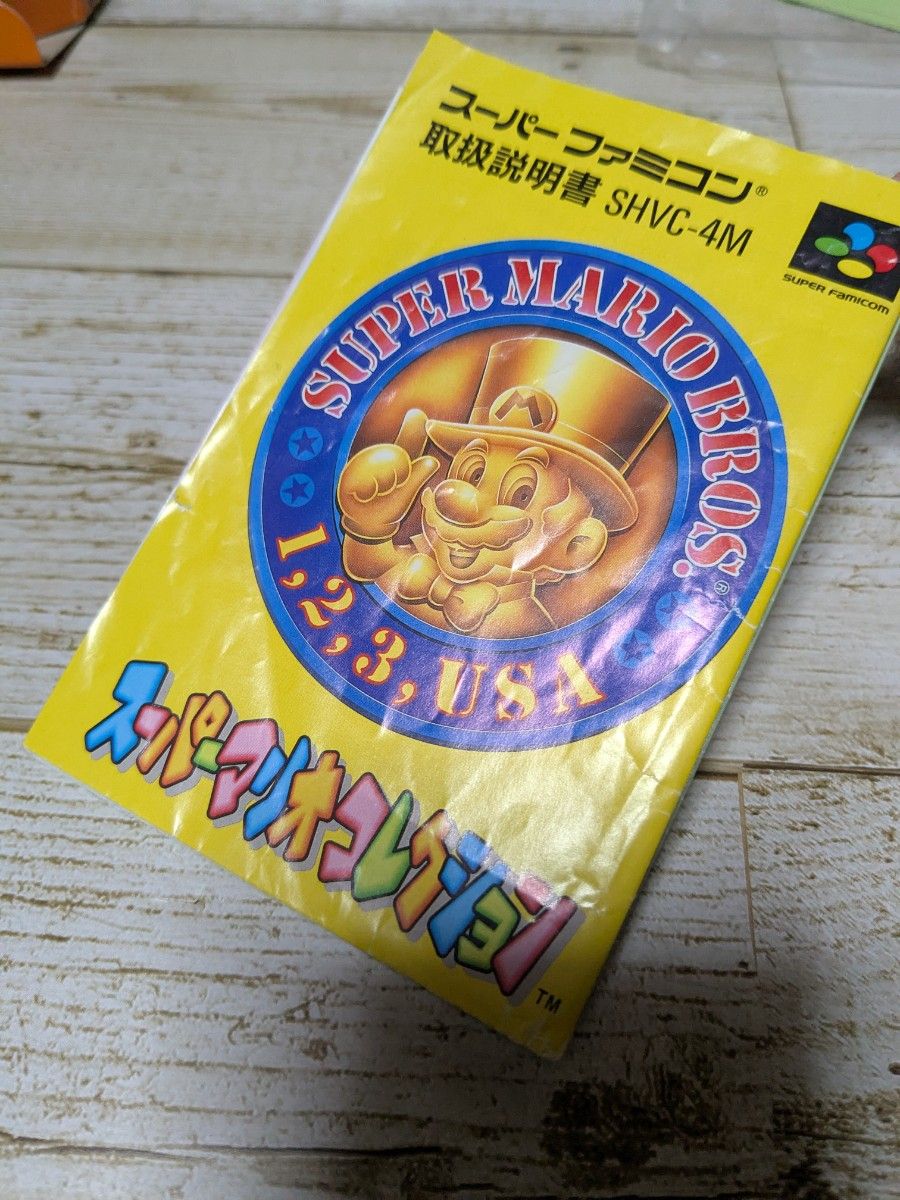 スーパーファミコン®
取扱説明書 SHVC-4M
SUPER FAMICOM
SUPER MARIO BROS.®
M
1,2,3,USA
スーパーマリオコレクション™